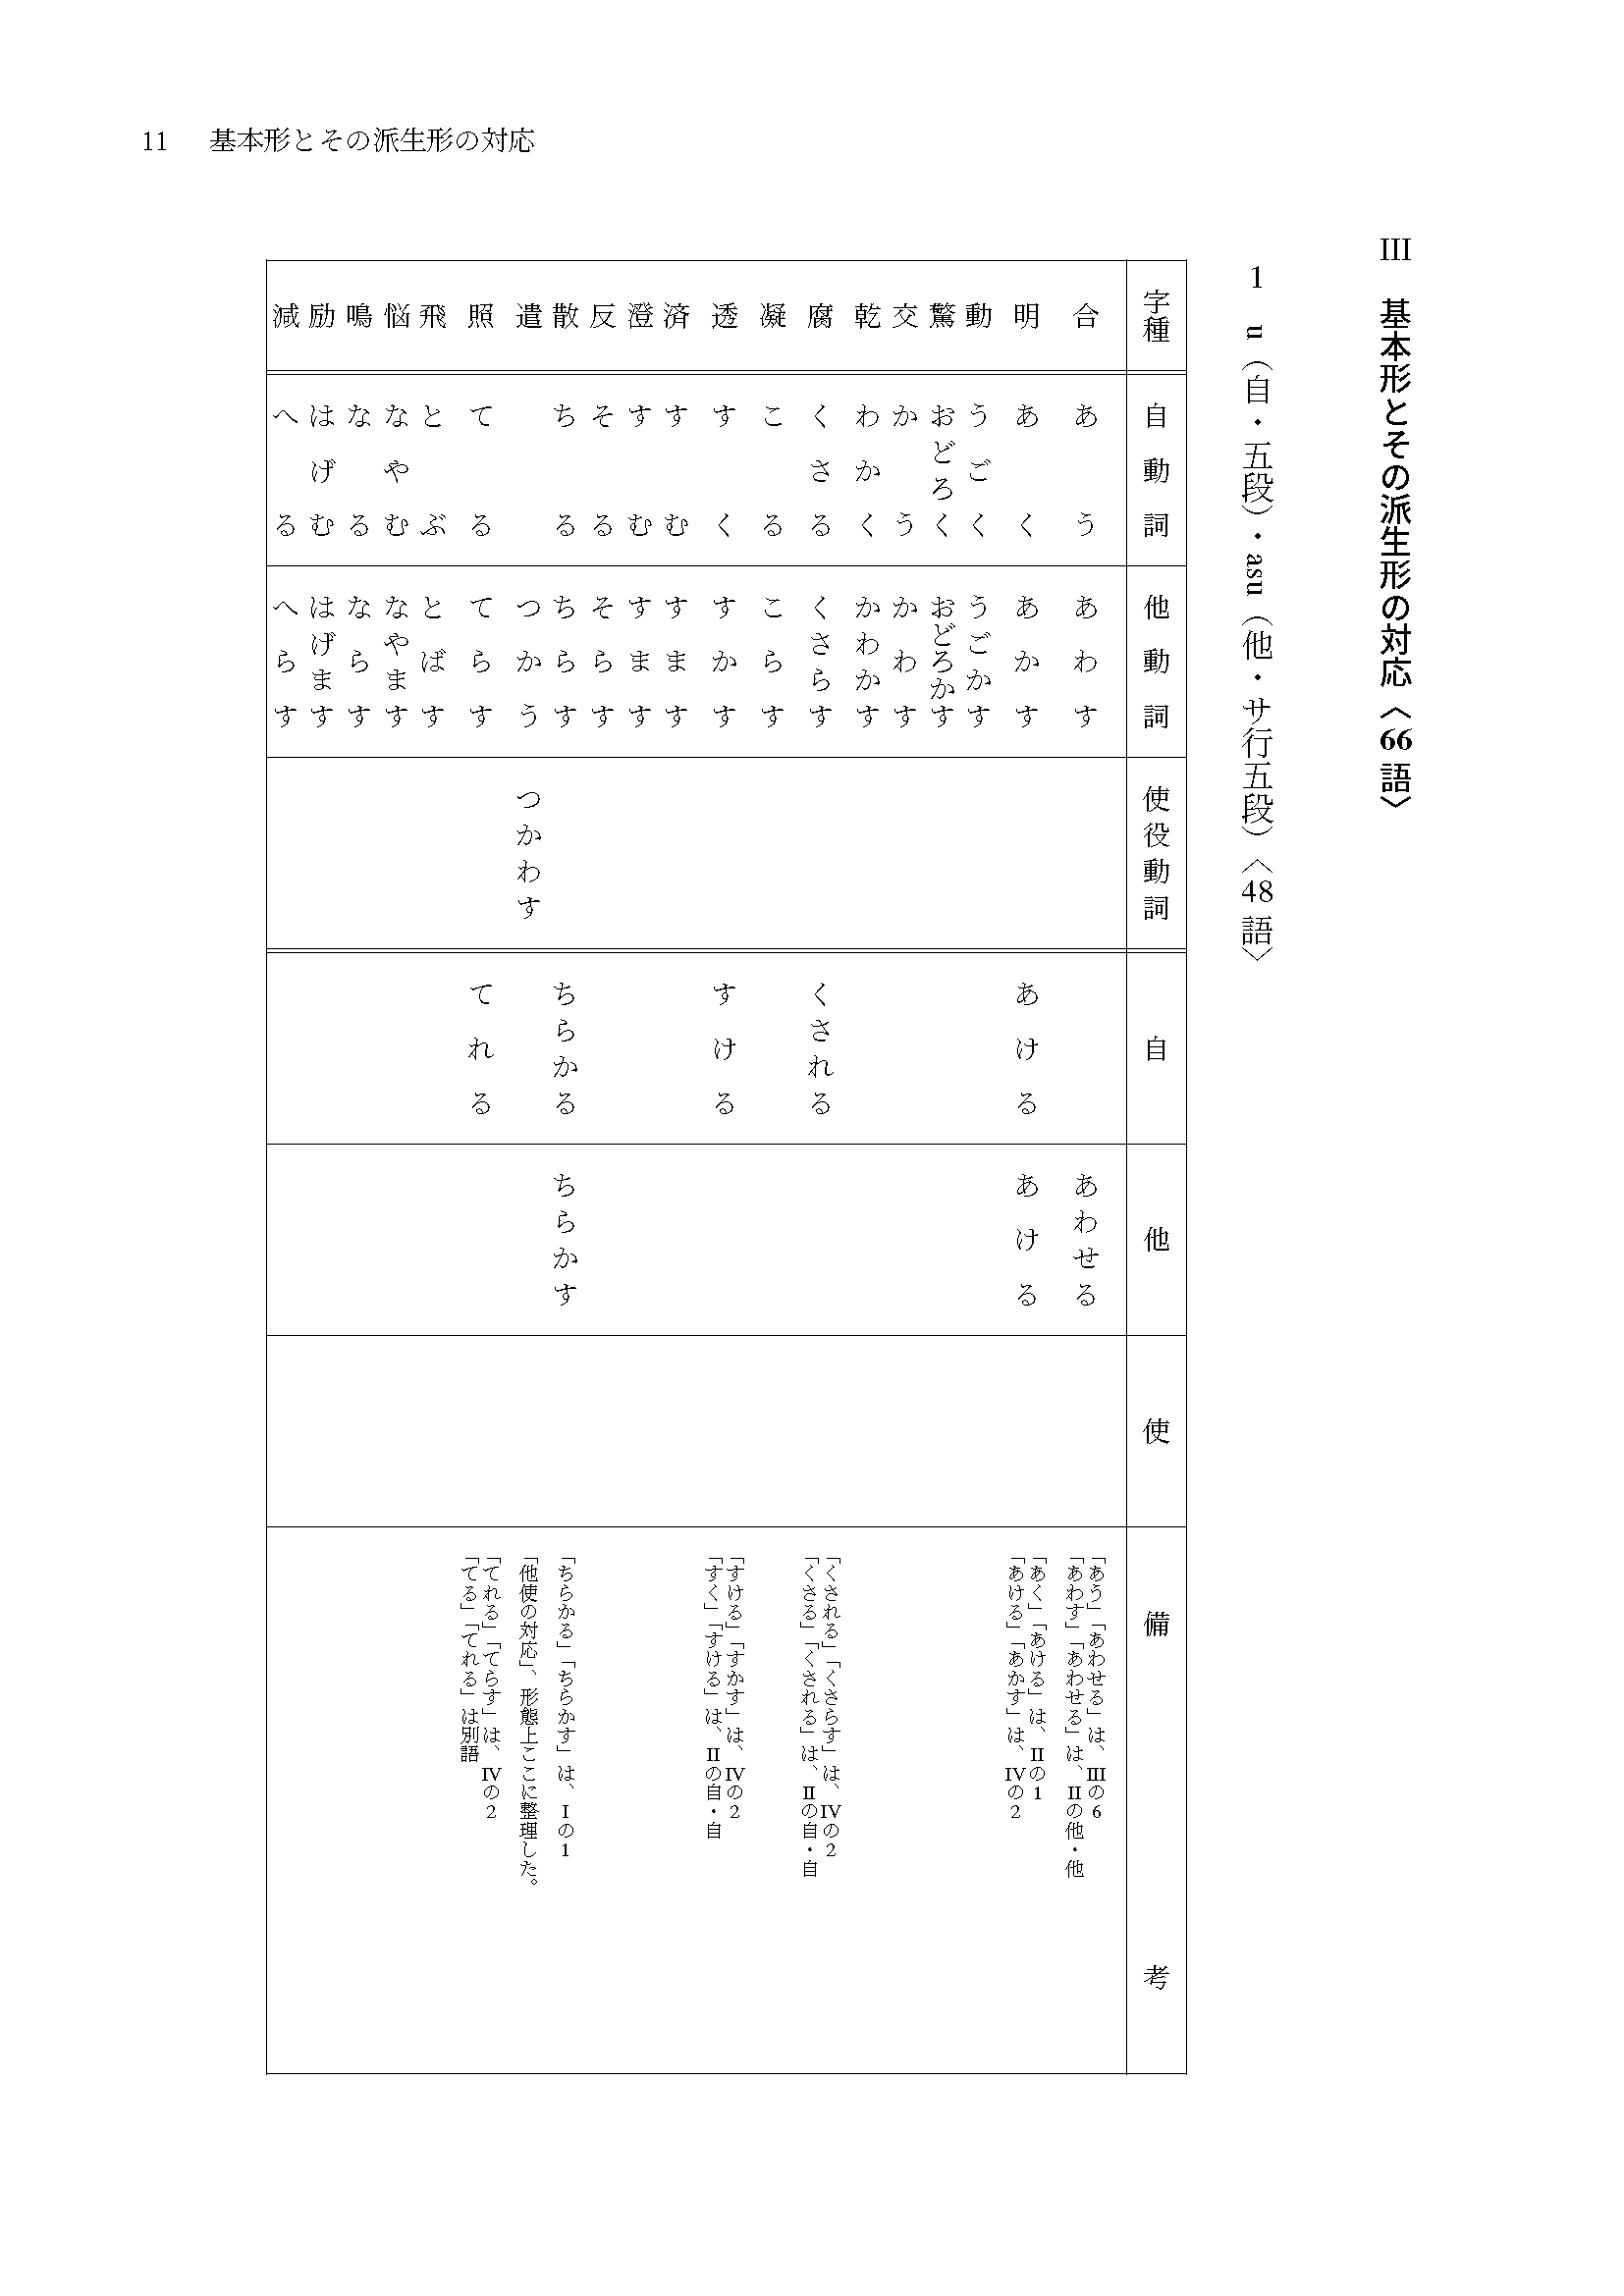 11 基本形とその派生形の対応
III 基本形とその派生形の対応〈66語〉
1 u（自・五段）・asu（他・サ行五段）〈48語〉
字種 自動詞 他動詞 使役動詞 自 他 使 備考
合 あう あわす あわせる 「あう」「あわせる」は、IIIの6
「あわす」「あわせる」は、IIの他・他
明 あく あかす あける あける 「あく」「あける」は、IIの1
「あける」「あかす」は、IVの2
動 うごく うごかす
驚 おどろく おどろかす
交 かう かわす
乾 わかく かわかす
腐 くさる くさらす くされる 「くされる」「くさらす」は、IVの2
「くさる」「くされる」は、IIの自・自
凝 こる こらす
透 すく すかす すける 「すける」「すかす」は、IVの2
「すく」「すける」は、IIの自・自
済 すむ すます
澄 すむ すます
反 そる そらす
散 ちる ちらす ちらかる ちらかす 「ちらかる」「ちらかす」は、Iの1
遣 つかう つかわす 「他使の対応」、形態上ここに整理した。
照 てる てらす てれる 「てれる」「てらす」は、IVの2
「てる」「てれる」は別語
飛 とぶ とばす
悩 なやむ なやます
鳴 なる ならす
励 はげむ はげます
減 へる へらす